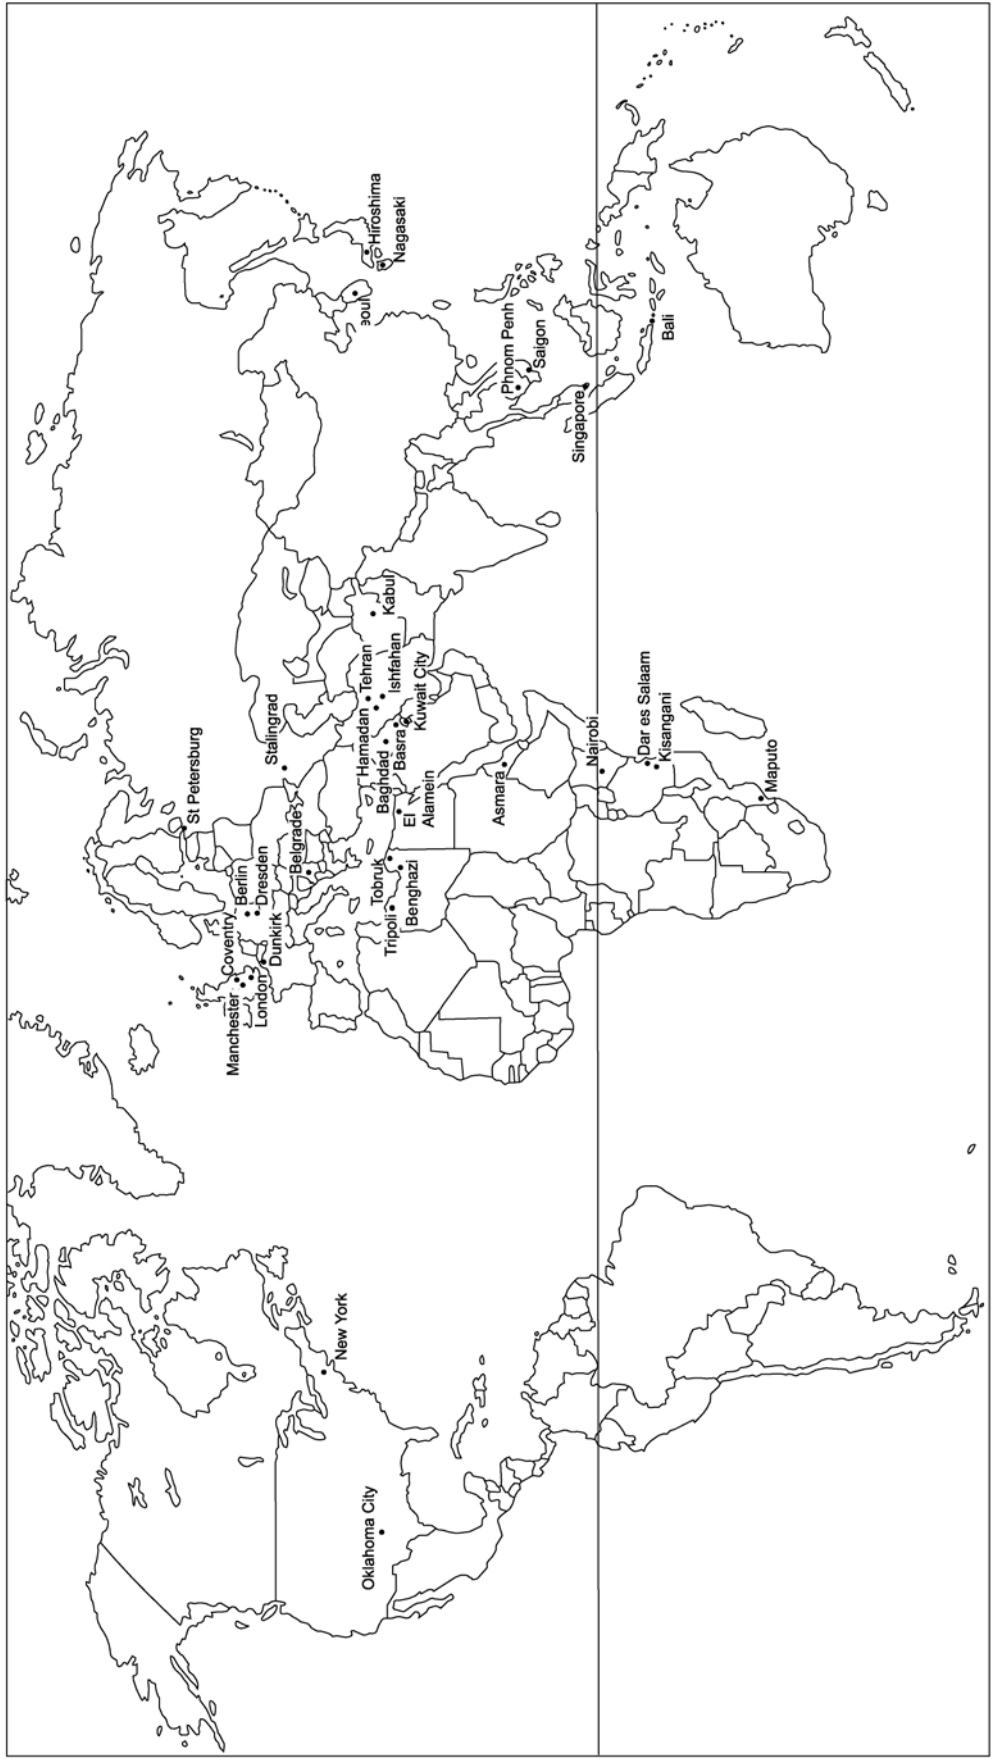 St Petersburg
Coventry
Manchester
Berlin
London
Dresden
Stalingrad
Dunkirk
Belgrade
New York
Hamadan
Tehran
eoul
Oklahoma City
Hiroshima
Tobruk
Baghdad
Kabul
Tripoli
Ishfahan
Basra
Nagasaki
Benghazi
El
Alamein
Kuwait City
Asmara
Phnom Penh
Saigon
Singapore
Nairobi
Dar es Salaam
Kisangani
Bali
Maputo